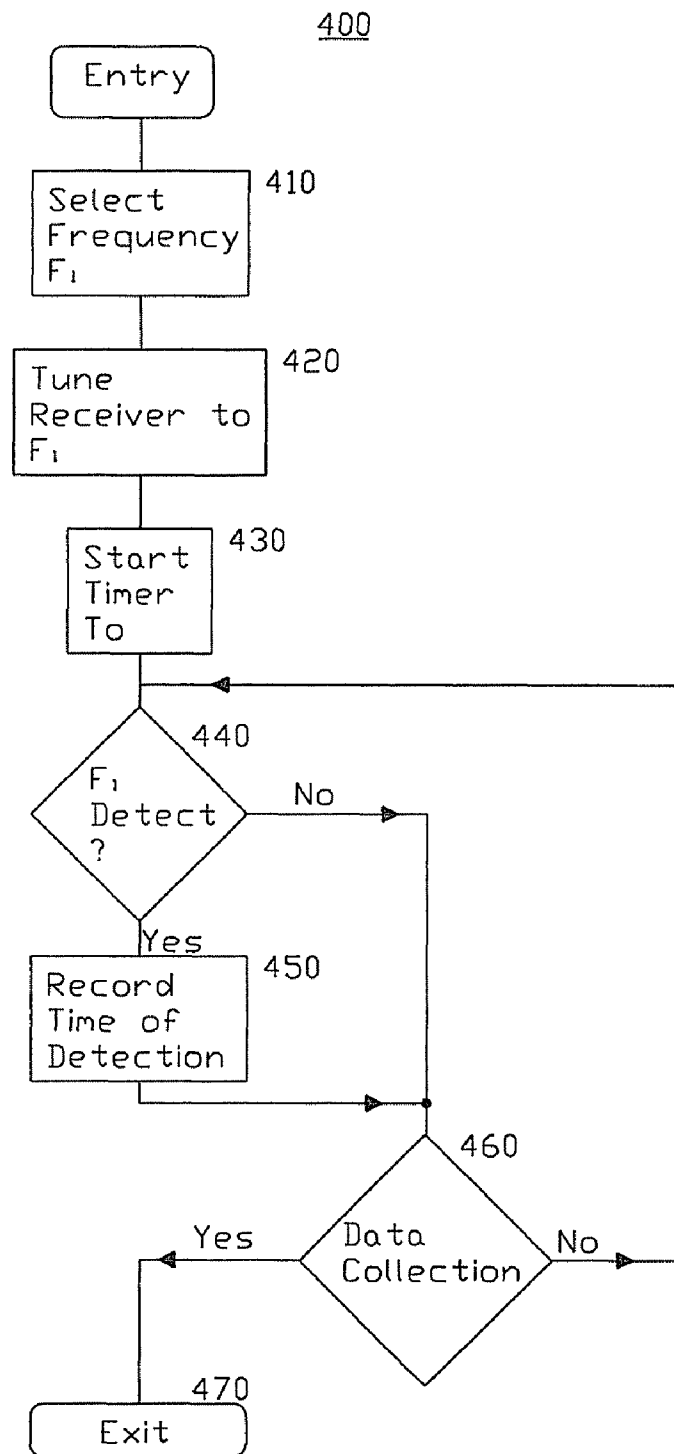 400
Entry
410
Select
Frequency
F₁
420
Tune
Receiver to
F₁
430
Start
Timer
To
440
F₁
Detect
?
No
Yes
450
Record
Time of
Detection
460
Data
Collection
Yes
No
470
Exit